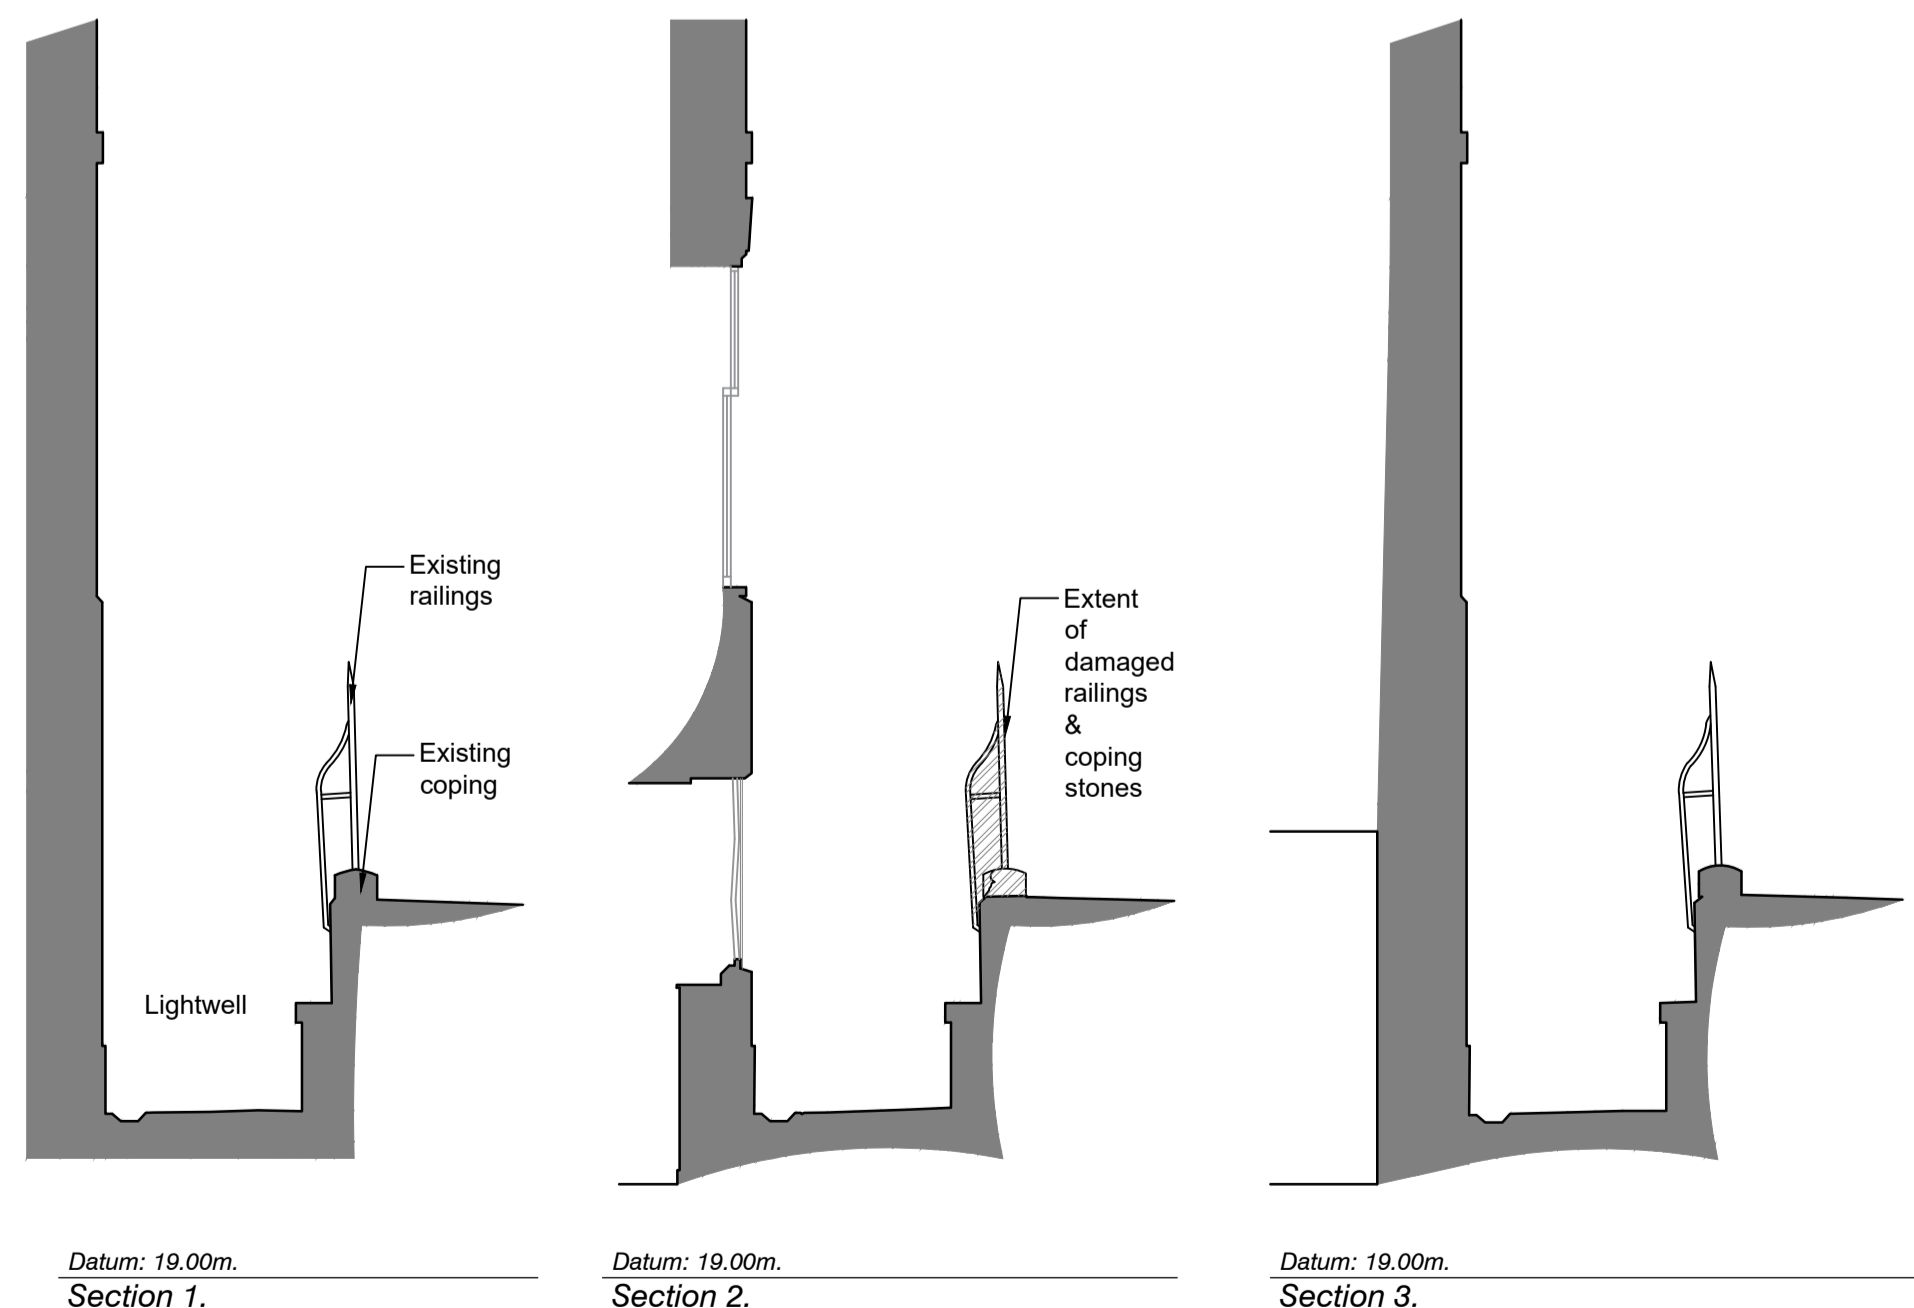 Existing
railings
Existing
coping
Lightwell
Datum: 19.00m.
Section 1.
Extent
of
damaged
railings
&
coping
stones
Datum: 19.00m.
Section 2.
Datum: 19.00m.
Section 3.